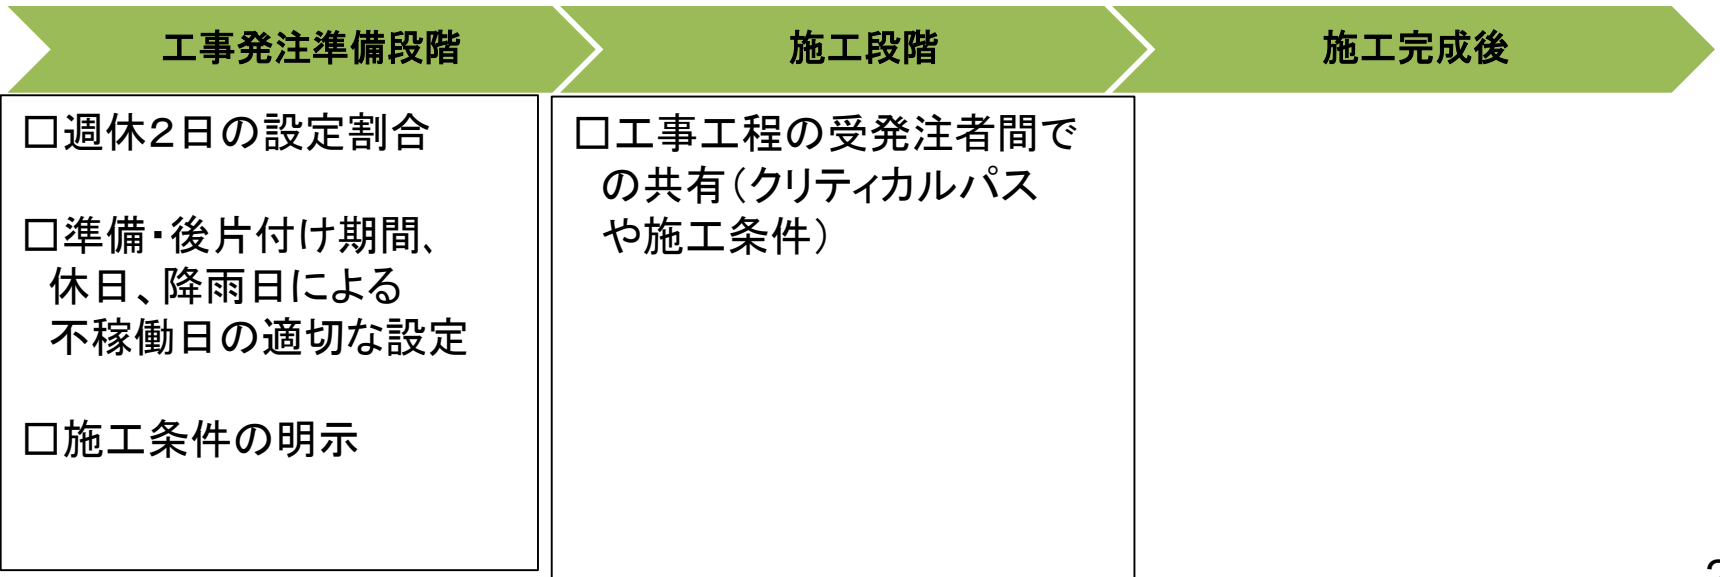 工事発注準備段階
施工段階
施工完成後
□週休２日の設定割合
□準備・後片付け期間、
休日、降雨日による
不稼働日の適切な設定
□施工条件の明示
□工事工程の受発注者間で
の共有（クリティカルパス
や施工条件）